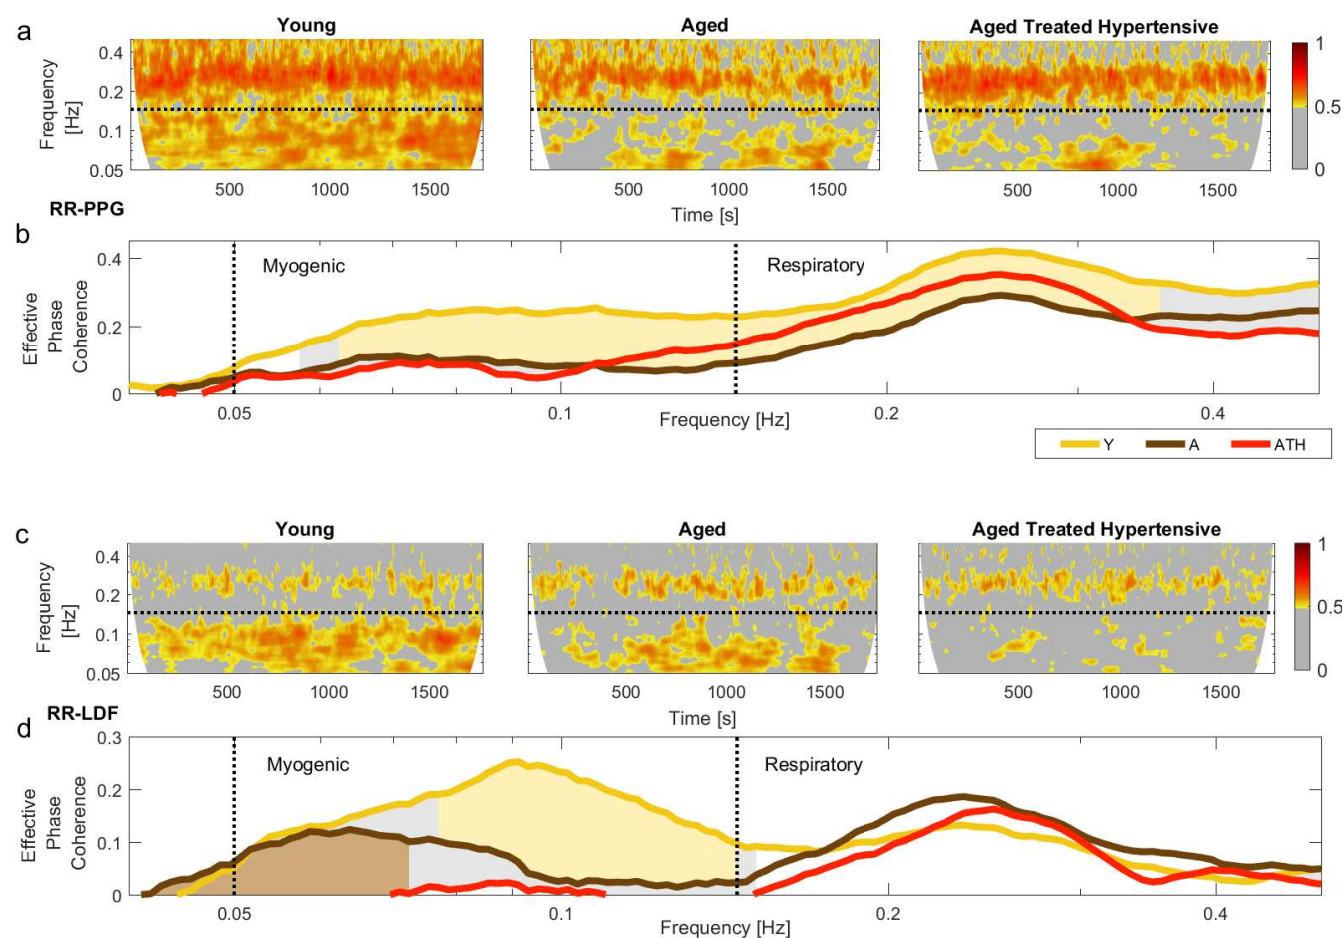 a
Young
Aged
Aged Treated Hypertensive
Frequency
[Hz]
0.4
0.2
0.1
0.05
1
0.5
0
500 1000 1500
500 1000 1500
500 1000 1500
Time [s]
RR-PPG
b
Effective
Phase
Coherence
0.4
0.2
0
Myogenic
Respiratory
0.05 0.1 0.2 0.4
Frequency [Hz]
Y A ATH
c
Young
Aged
Aged Treated Hypertensive
Frequency
[Hz]
0.4
0.2
0.1
0.05
1
0.5
0
500 1000 1500
500 1000 1500
500 1000 1500
Time [s]
RR-LDF
d
Effective
Phase
Coherence
0.3
0.2
0.1
0
Myogenic
Respiratory
0.05 0.1 0.2 0.4
Frequency [Hz]